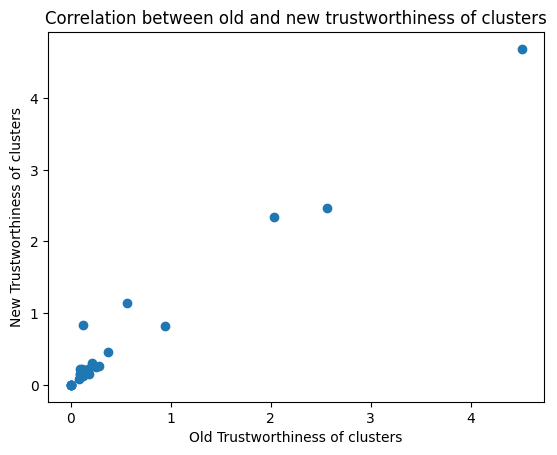 Correlation between old and new trustworthiness of clusters
New Trustworthiness of clusters
4
3
2
1
0
0 1 2 3 4
Old Trustworthiness of clusters